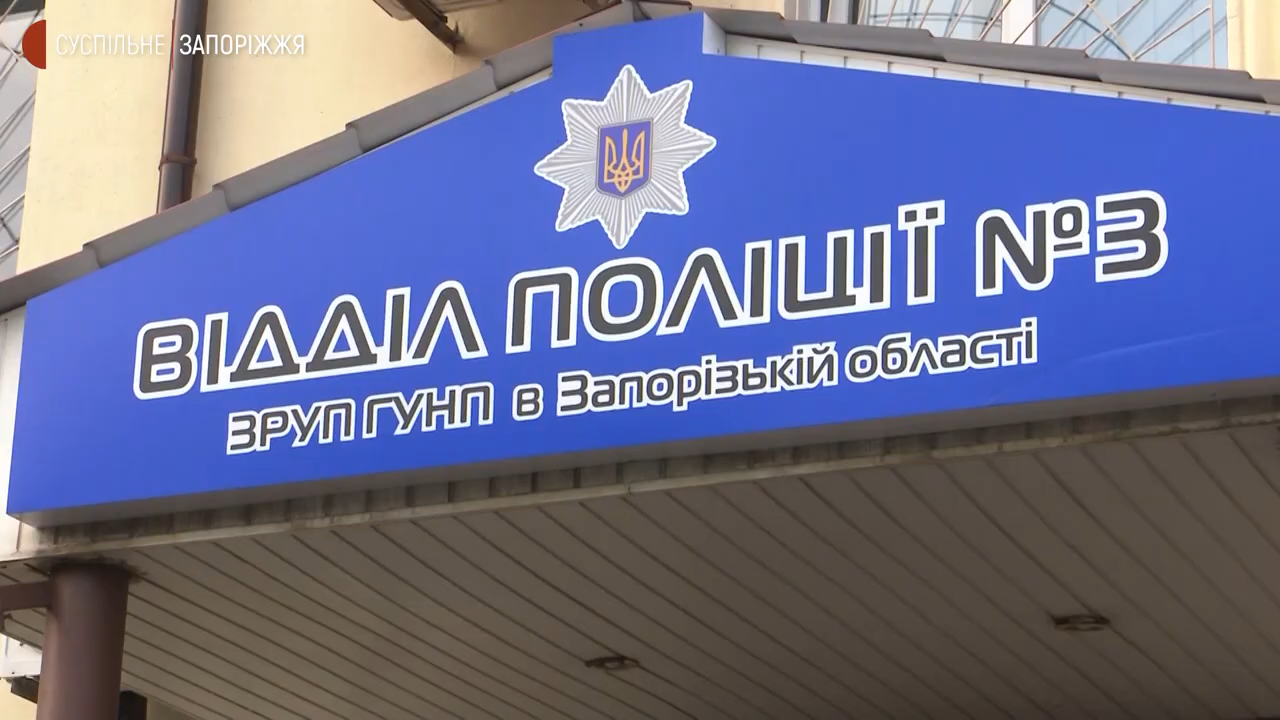 СУСПІЛЬНЕ ЗАПОРІЖЖЯ
ВІДДІЛ ПОЛІЦІЇ №3
ЗРУП ГУНП в Запорізькій області